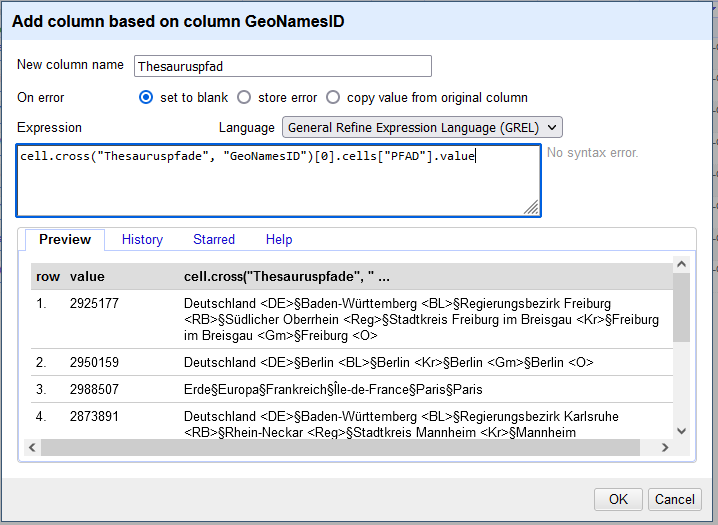 Add column based on column GeoNamesID
New column name Thesauruspfad
On error set to blank store error copy value from original column
Expression Language General Refine Expression Language (GREL)
cell.cross("Thesauruspfade", "GeoNamesID")[0].cells["PFAD"].value No syntax error.
Preview History Starred Help
row value cell.cross("Thesauruspfade", " ...
1. 2925177 Deutschland <DE>§Baden-Württemberg <BL>§Regierungsbezirk Freiburg
<RB>§Südlicher Oberrhein <Reg>§Stadtkreis Freiburg im Breisgau <Kr>§Freiburg
im Breisgau <Gm>§Freiburg <O>
2. 2950159 Deutschland <DE>§Berlin <BL>§Berlin <Kr>§Berlin <Gm>§Berlin <O>
3. 2988507 Erde§Europa§Frankreich§Île-de-France§Paris§Paris
4. 2873891 Deutschland <DE>§Baden-Württemberg <BL>§Regierungsbezirk Karlsruhe
<RB>§Rhein-Neckar <Reg>§Stadtkreis Mannheim <Kr>§Mannheim
OK Cancel